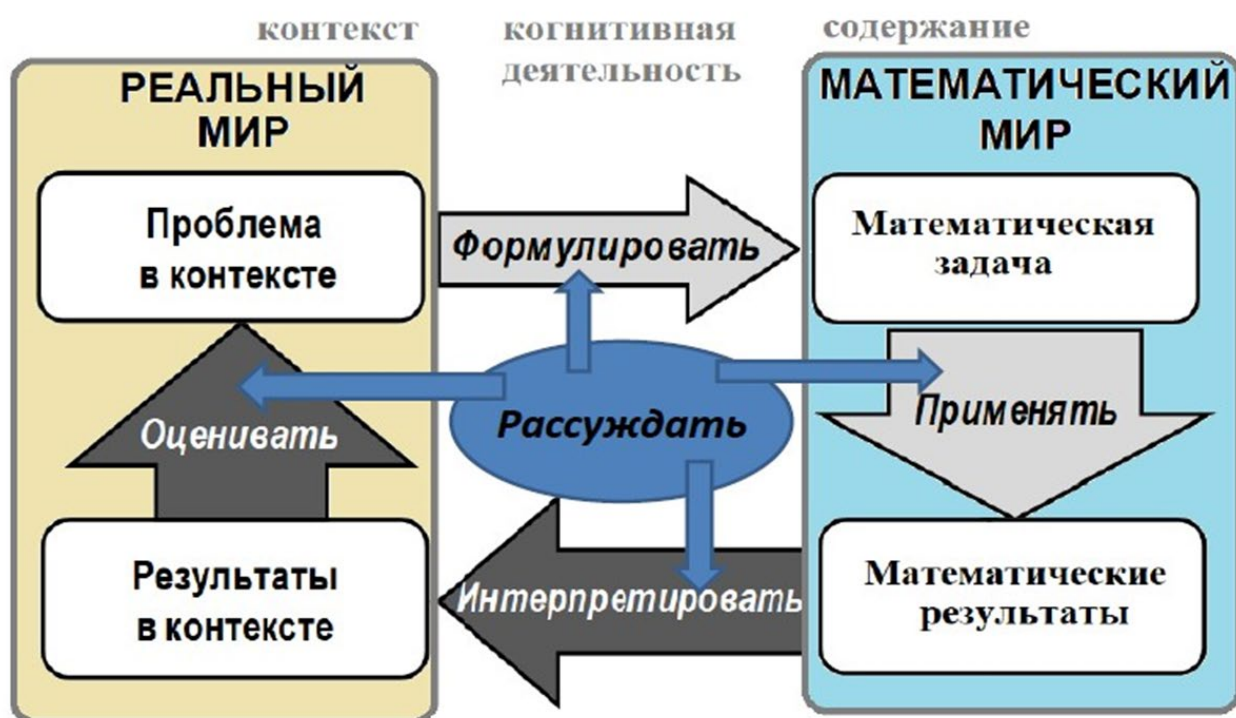 контекст
когнитивная
деятельность
содержание
РЕАЛЬНЫЙ
МИР
МАТЕМАТИЧЕСКИЙ
МИР
Проблема
в контексте
Формулировать
Математическая
задача
Оценивать
Рассуждать
Применять
Результаты
в контексте
Интерпретировать
Математические
результаты